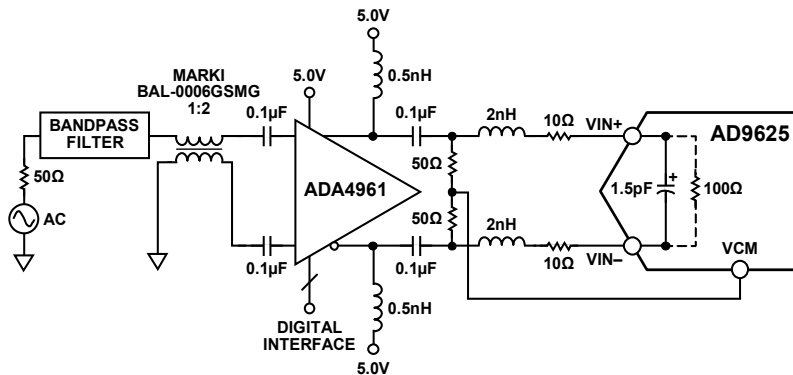 5.0V
MARKI
BAL-0006GSMG
1:2
5.0V
0.5nH
0.1µF
0.1µF
2nH
10Ω
VIN+
AD9625
BANDPASS
FILTER
50Ω
50Ω
ADA4961
1.5pF
+
100Ω
50Ω
AC
2nH
0.1µF
0.1µF
10Ω
VIN–
VCM
0.5nH
DIGITAL
INTERFACE
5.0V